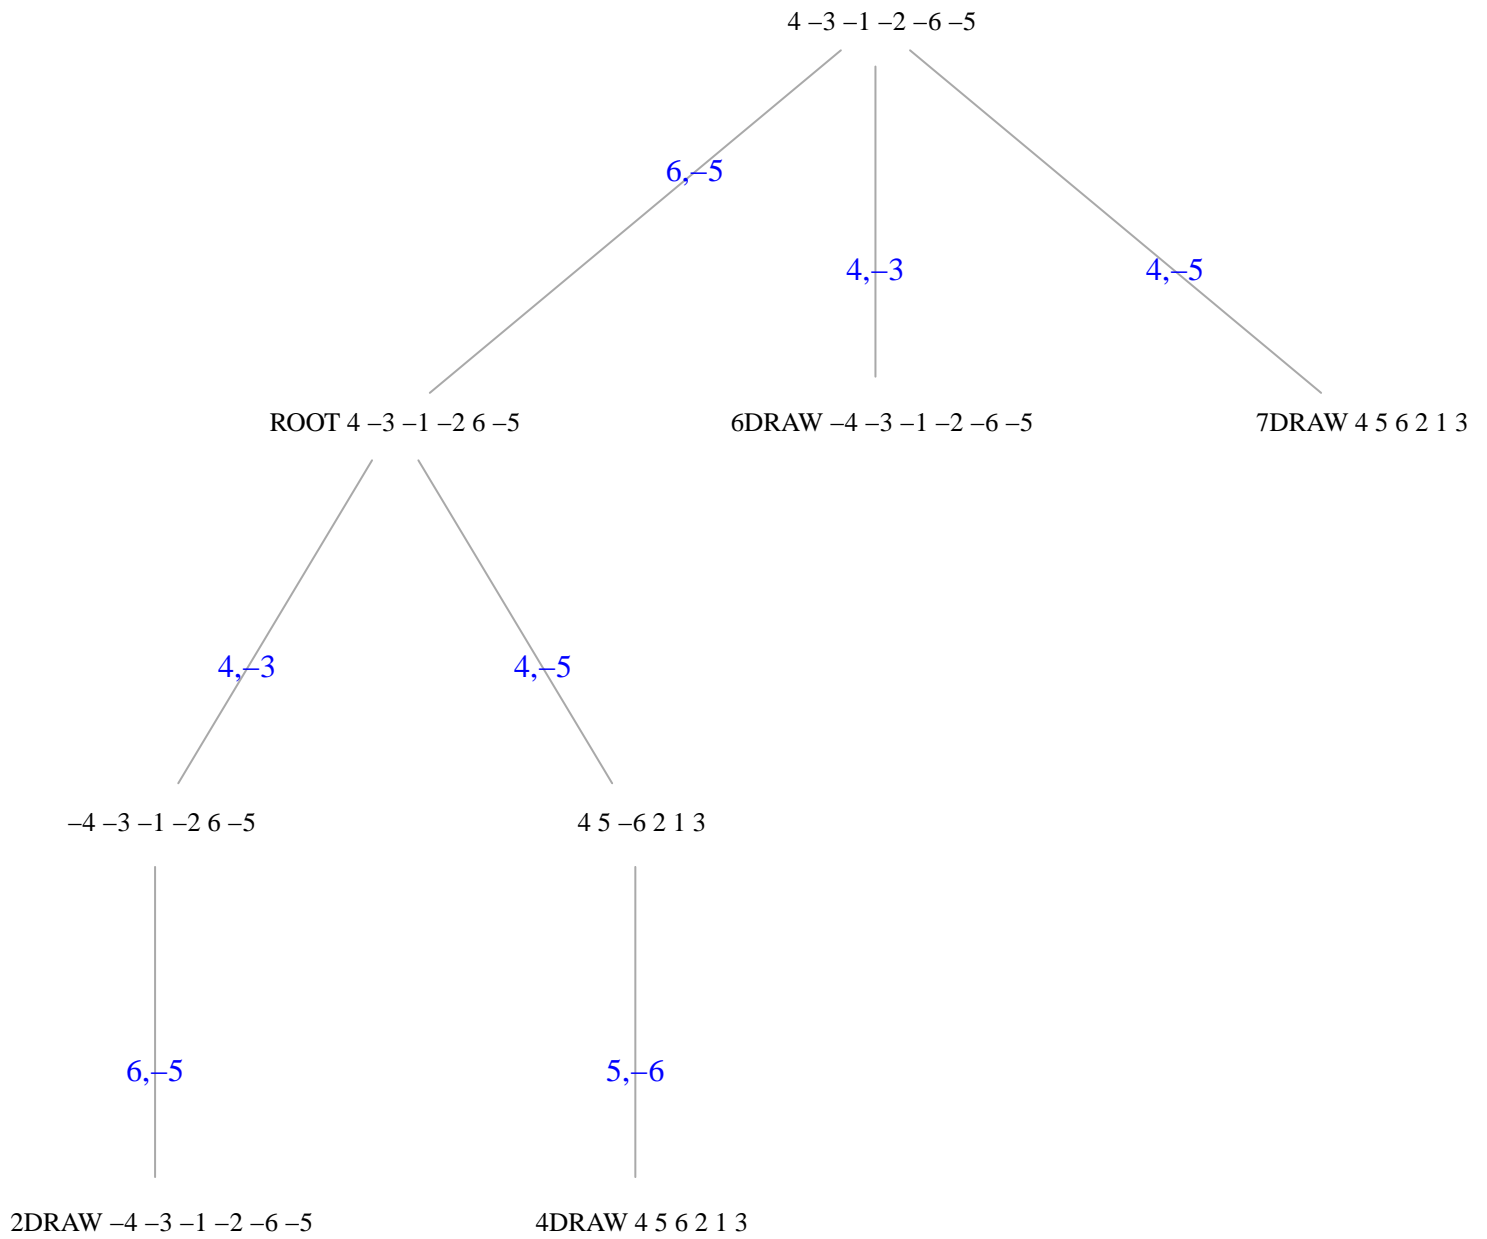 4 –3 –1 –2 –6 –5
6,–5
4,–3
4,–5
ROOT 4 –3 –1 –2 6 –5
6DRAW –4 –3 –1 –2 –6 –5
7DRAW 4 5 6 2 1 3
4,–3
4,–5
–4 –3 –1 –2 6 –5
4 5 –6 2 1 3
6,–5
5,–6
2DRAW –4 –3 –1 –2 –6 –5
4DRAW 4 5 6 2 1 3